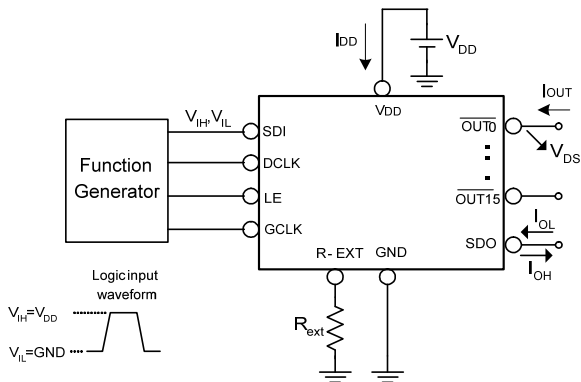 IDD
VDD
VDD
IOUT
VIH,VIL
SDI
OUT0
VDS
Function
Generator
DCLK
LE
OUT15
IOL
GCLK
SDO
R-EXT GND
IOH
Logic input
waveform
VIH=VDD
Rext
VIL=GND